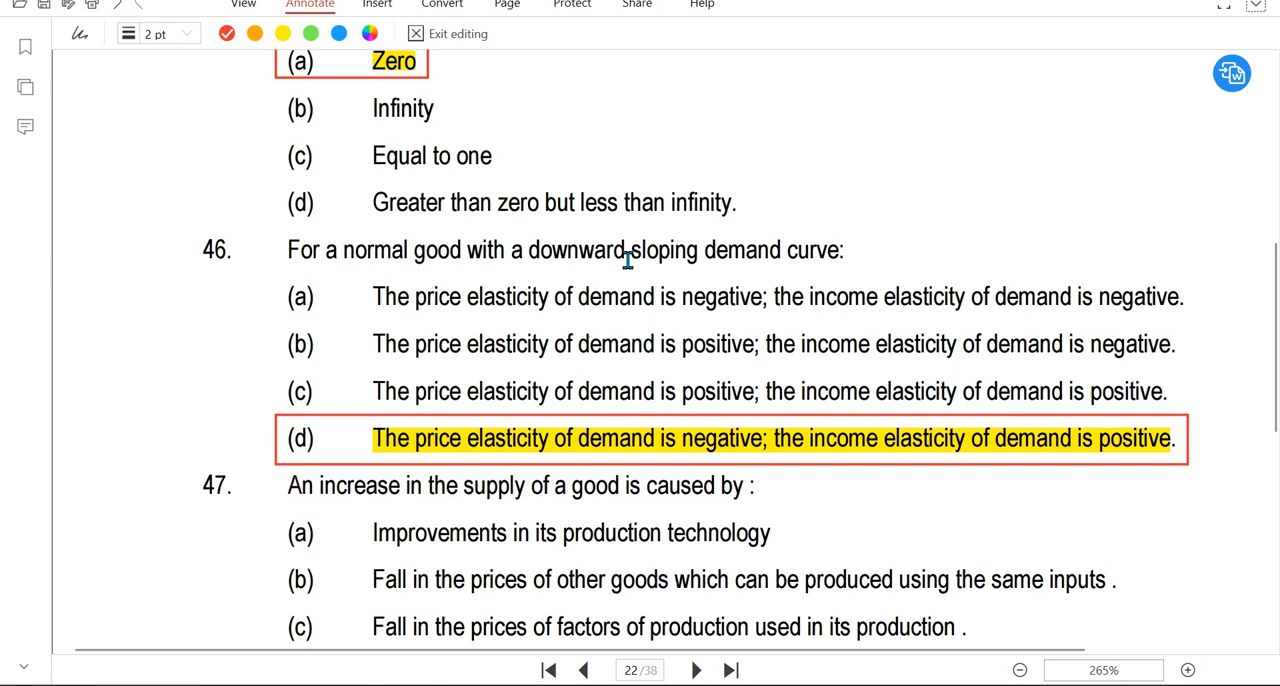 View Annotate Insert Convert Page Protect Share Help
2 pt Exit editing
(a) Zero
(b) Infinity
(c) Equal to one
(d) Greater than zero but less than infinity.
46. For a normal good with a downward-sloping demand curve:
(a) The price elasticity of demand is negative; the income elasticity of demand is negative.
(b) The price elasticity of demand is positive; the income elasticity of demand is negative.
(c) The price elasticity of demand is positive; the income elasticity of demand is positive.
(d) The price elasticity of demand is negative; the income elasticity of demand is positive.
47. An increase in the supply of a good is caused by :
(a) Improvements in its production technology
(b) Fall in the prices of other goods which can be produced using the same inputs .
(c) Fall in the prices of factors of production used in its production .
22 /38 265%